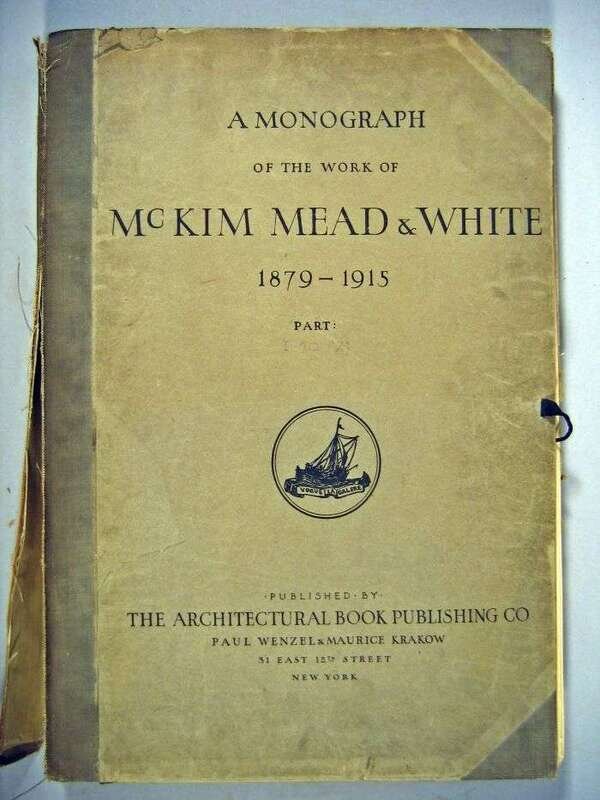 A MONOGRAPH
OF THE WORK OF
McKIM MEAD & WHITE
1879-1915
PART:
VOGUE LA GALERE
·PUBLISHED·BY·
THE ARCHITECTURAL BOOK PUBLISHING CO
PAUL WENZEL & MAURICE KRAKOW
31 EAST 12TH STREET
NEW YORK